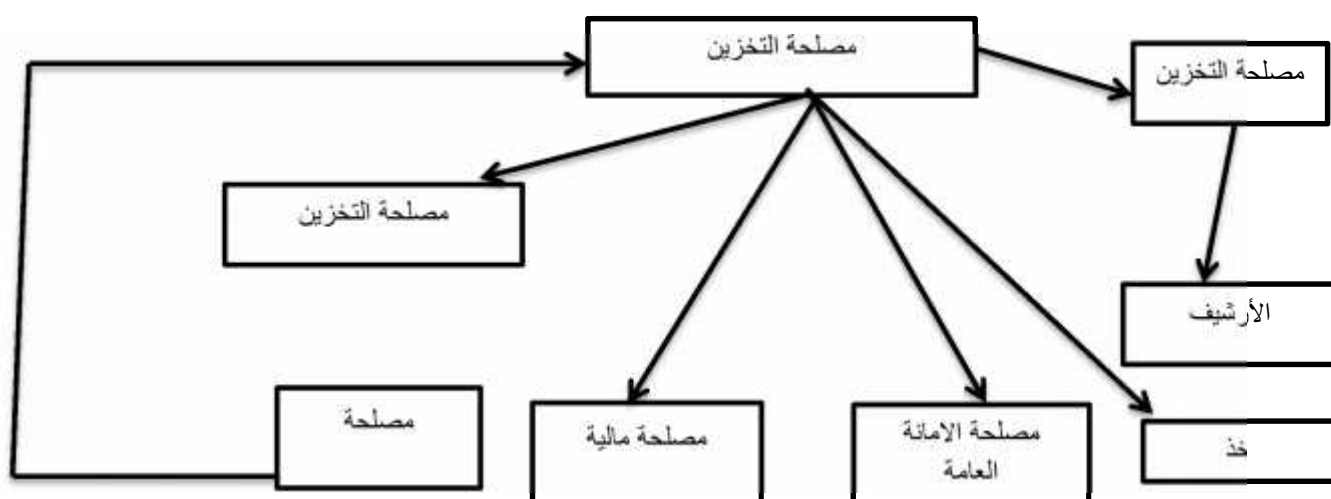 مصلحة التخزين
مصلحة التخزين
مصلحة التخزين
الأرشيف
مصلحة
مصلحة مالية
مصلحة الامانة
العامة
خذ